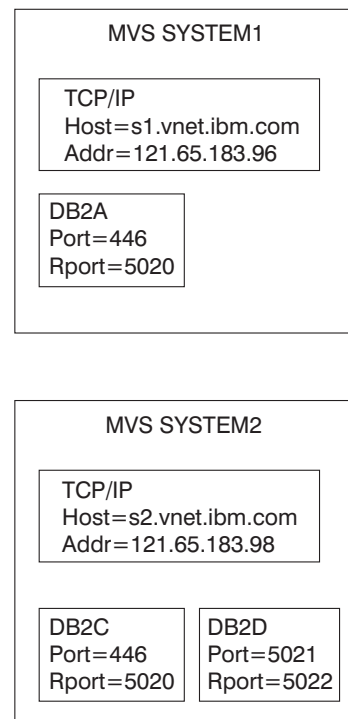 MVS SYSTEM1
TCP/IP
Host=s1.vnet.ibm.com
Addr=121.65.183.96
DB2A
Port=446
Rport=5020
MVS SYSTEM2
TCP/IP
Host=s2.vnet.ibm.com
Addr=121.65.183.98
DB2C
Port=446
Rport=5020
DB2D
Port=5021
Rport=5022